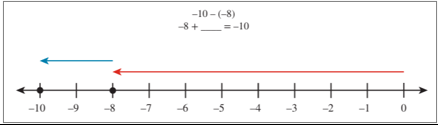 –10 – (–8)
–8 + ____ = –10
–10 –9 –8 –7 –6 –5 –4 –3 –2 –1 0